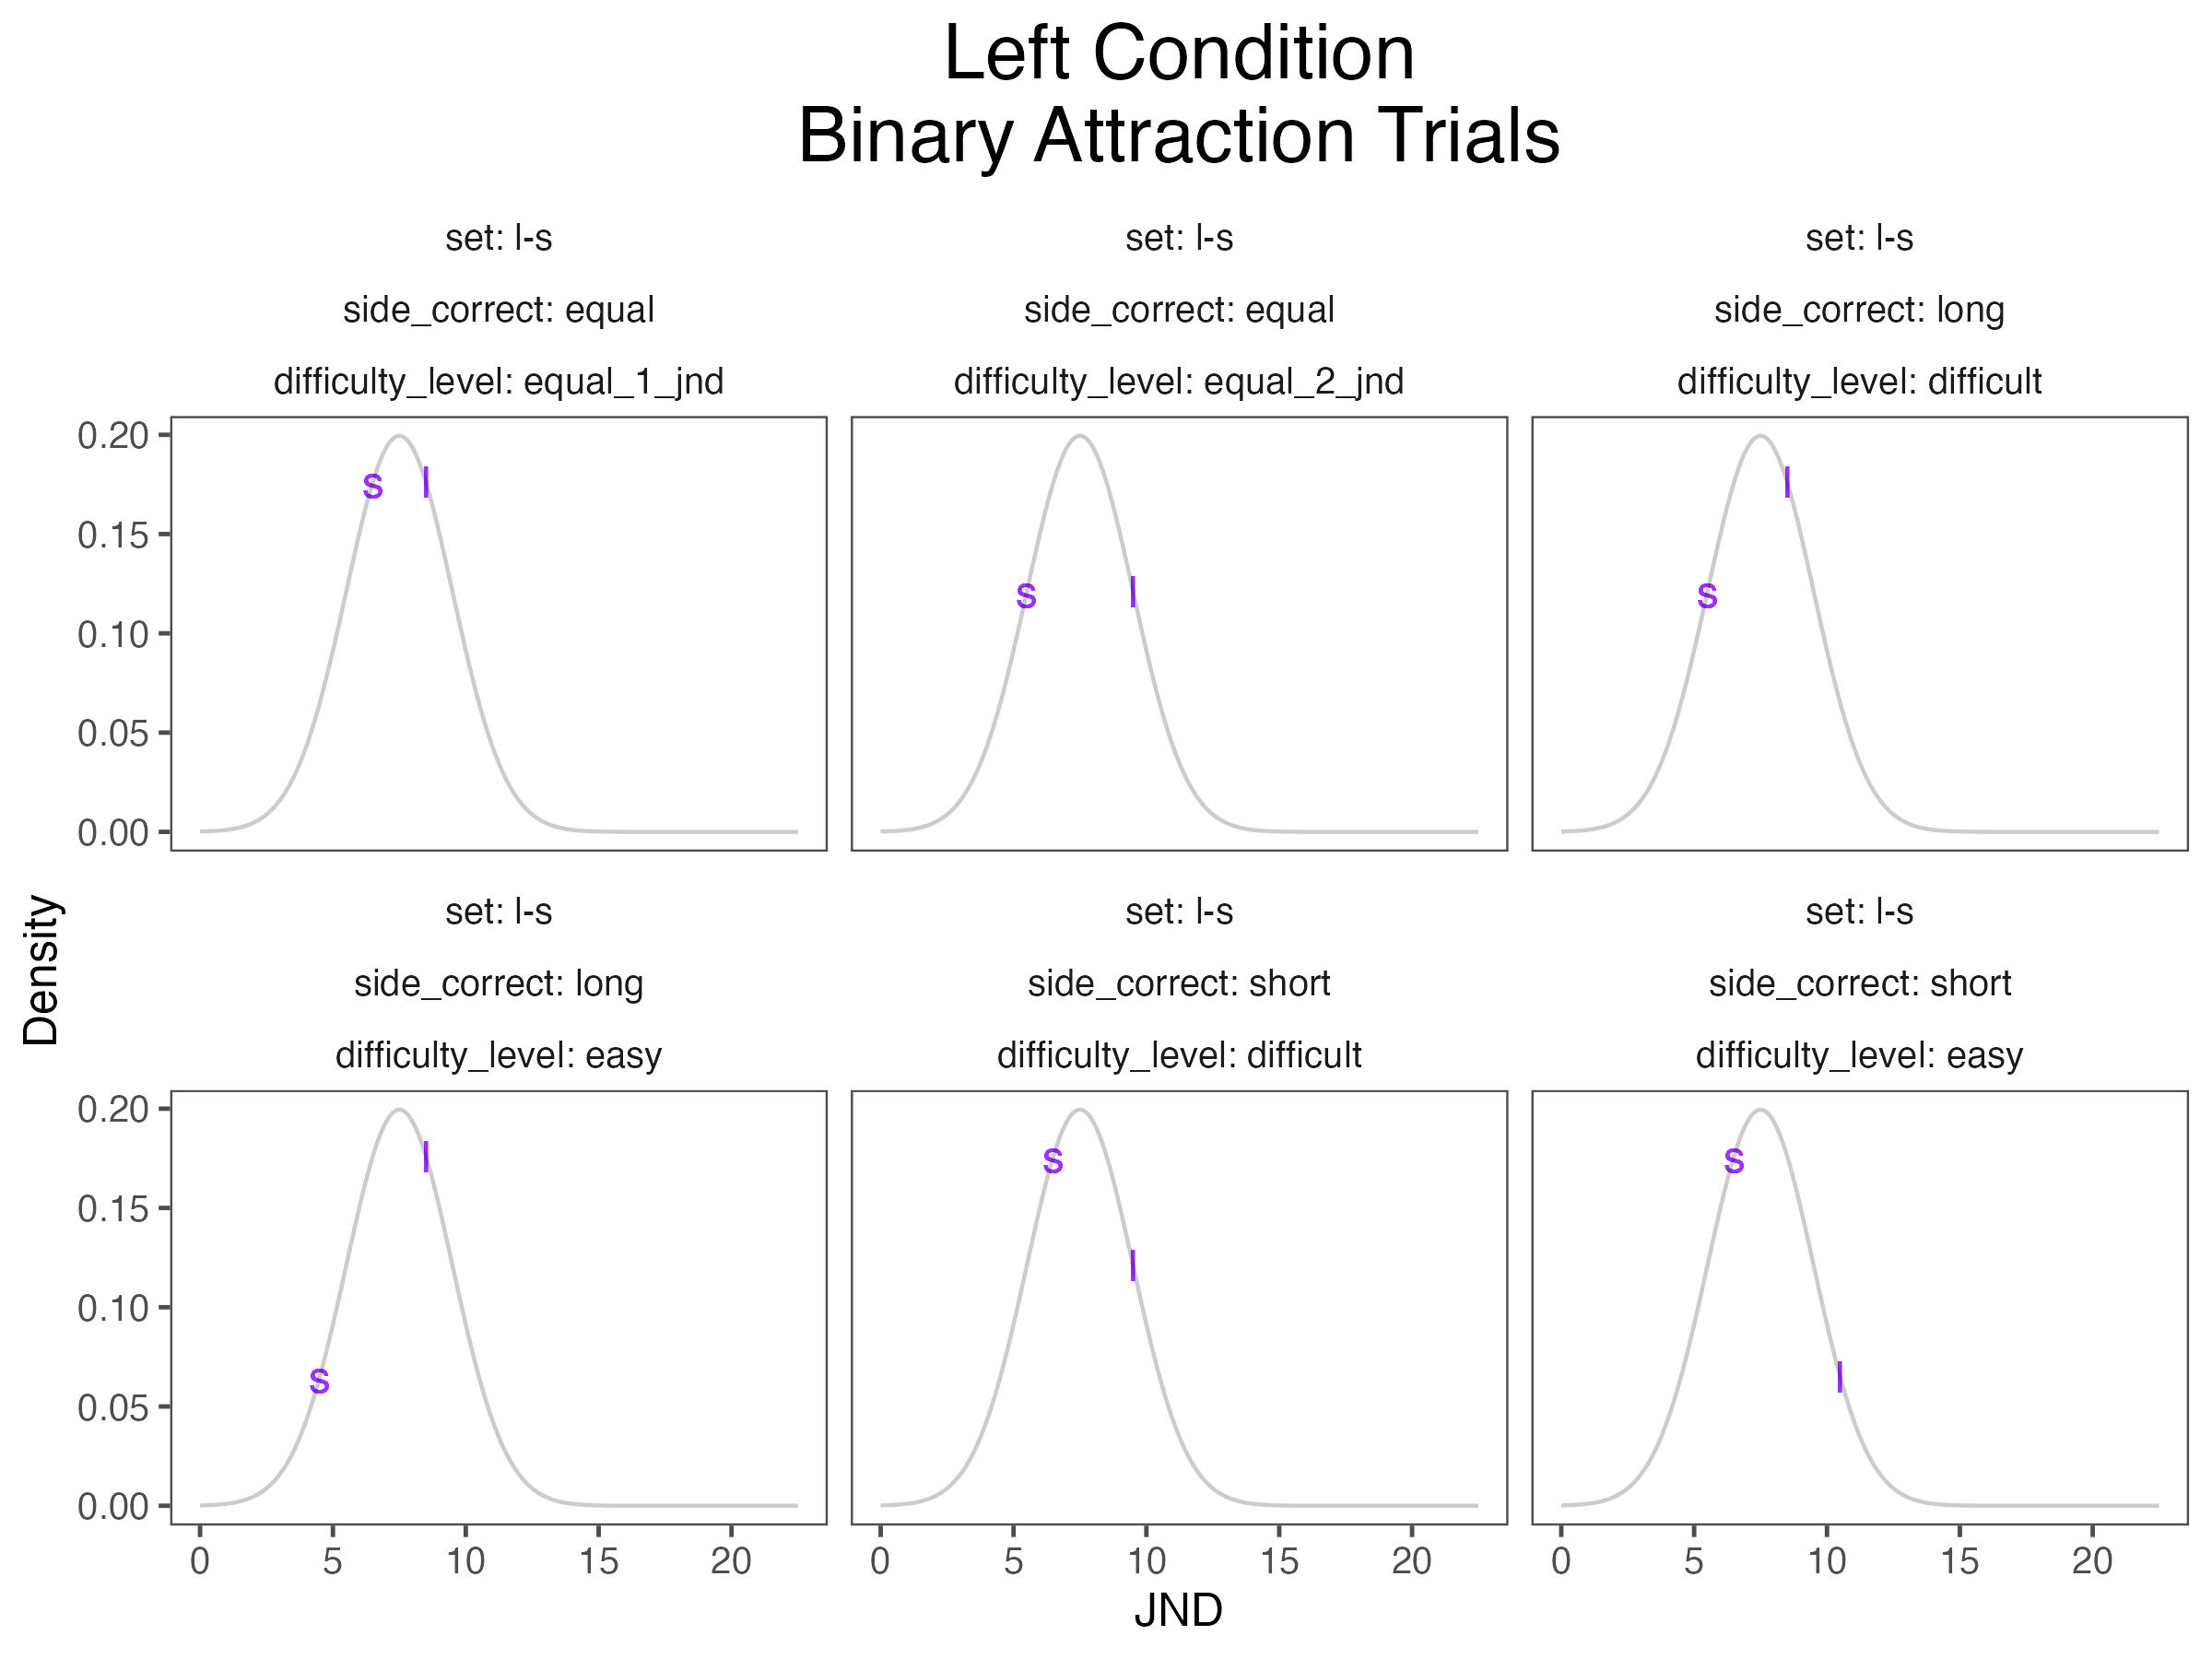 Left Condition
Binary Attraction Trials
set: l-s
side_correct: equal
difficulty_level: equal_1_jnd
set: l-s
side_correct: equal
difficulty_level: equal_2_jnd
set: l-s
side_correct: long
difficulty_level: difficult
0.20
0.15
0.10
0.05
0.00
s
l
s
l
s
l
Density
set: l-s
side_correct: long
difficulty_level: easy
set: l-s
side_correct: short
difficulty_level: difficult
set: l-s
side_correct: short
difficulty_level: easy
0.20
0.15
0.10
0.05
0.00
s
l
s
l
s
l
0 5 10 15 20
0 5 10 15 20
0 5 10 15 20
JND